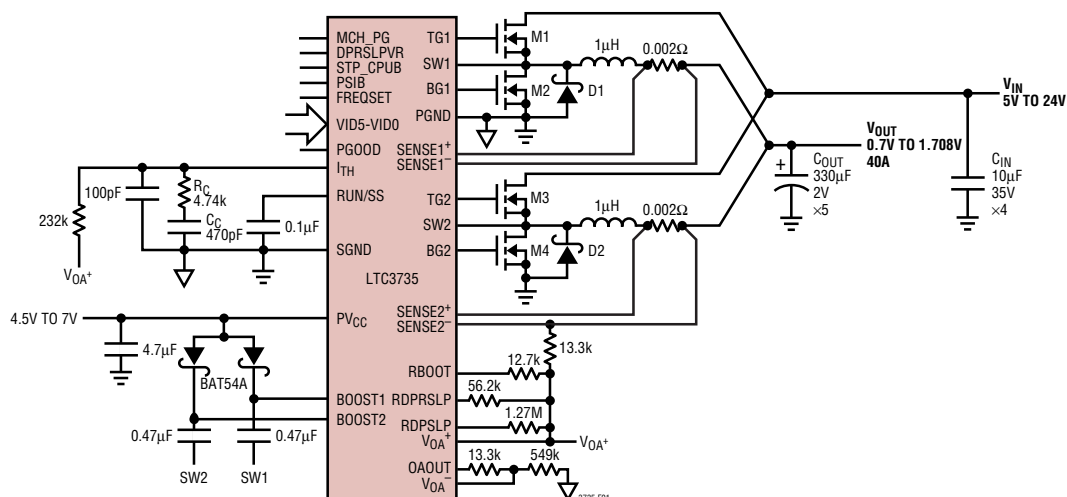 MCH_PG
DPRSLPVR
STP_CPUB
PSIB
FREQSET
VID5-VID0
PGOOD
ITH
RUN/SS
SGND
LTC3735
PVCC
BOOST1
BOOST2
TG1
SW1
BG1
PGND
SENSE1+
SENSE1–
TG2
SW2
BG2
SENSE2+
SENSE2–
RBOOT
RDPRSLP
RDPSLP
VOA+
OAOUT
VOA–
100pF
RC
4.74k
CC
470pF
0.1µF
232k
VOA+
4.5V TO 7V
4.7µF
BAT54A
0.47µF
0.47µF
SW2
SW1
M1
M2
D1
1µH
0.002Ω
M3
M4
D2
1µH
0.002Ω
VIN
5V TO 24V
VOUT
0.7V TO 1.708V
40A
COUT
330µF
2V
×5
CIN
10µF
35V
×4
13.3k
12.7k
56.2k
1.27M
VOA+
13.3k
549k